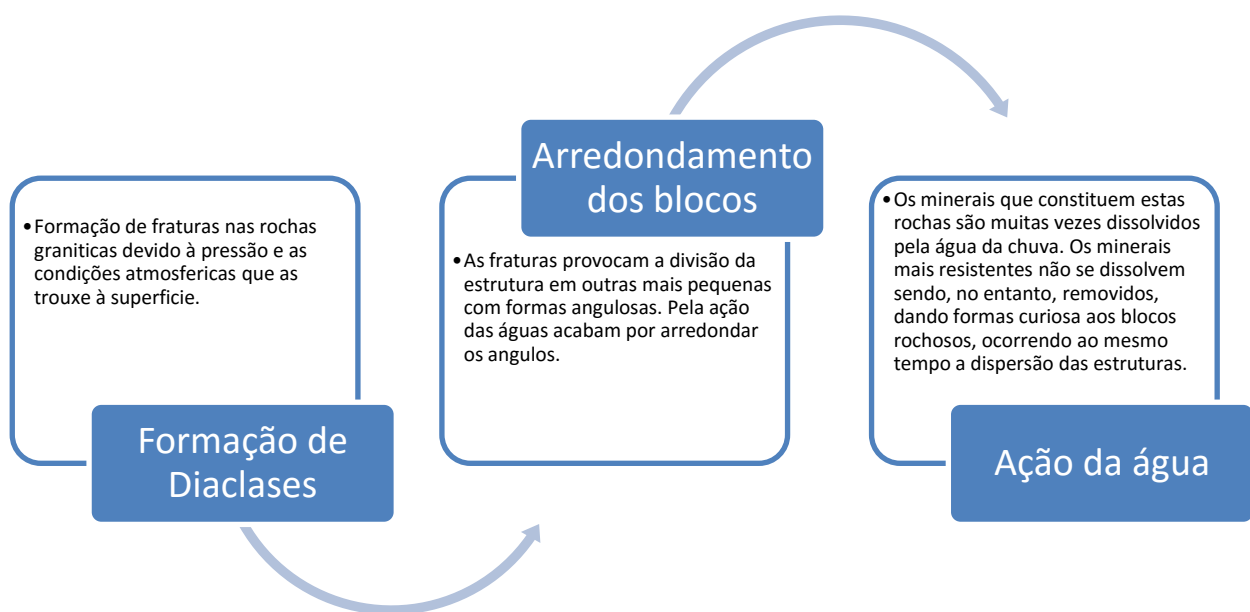 •Formação de fraturas nas rochas
graniticas devido à pressão e as
condições atmosfericas que as
trouxe à superficie.
Formação de
Diaclases
Arredondamento
dos blocos
•As fraturas provocam a divisão da
estrutura em outras mais pequenas
com formas angulosas. Pela ação
das águas acabam por arredondar
os angulos.
•Os minerais que constituem estas
rochas são muitas vezes dissolvidos
pela água da chuva. Os minerais
mais resistentes não se dissolvem
sendo, no entanto, removidos,
dando formas curiosa aos blocos
rochosos, ocorrendo ao mesmo
tempo a dispersão das estruturas.
Ação da água